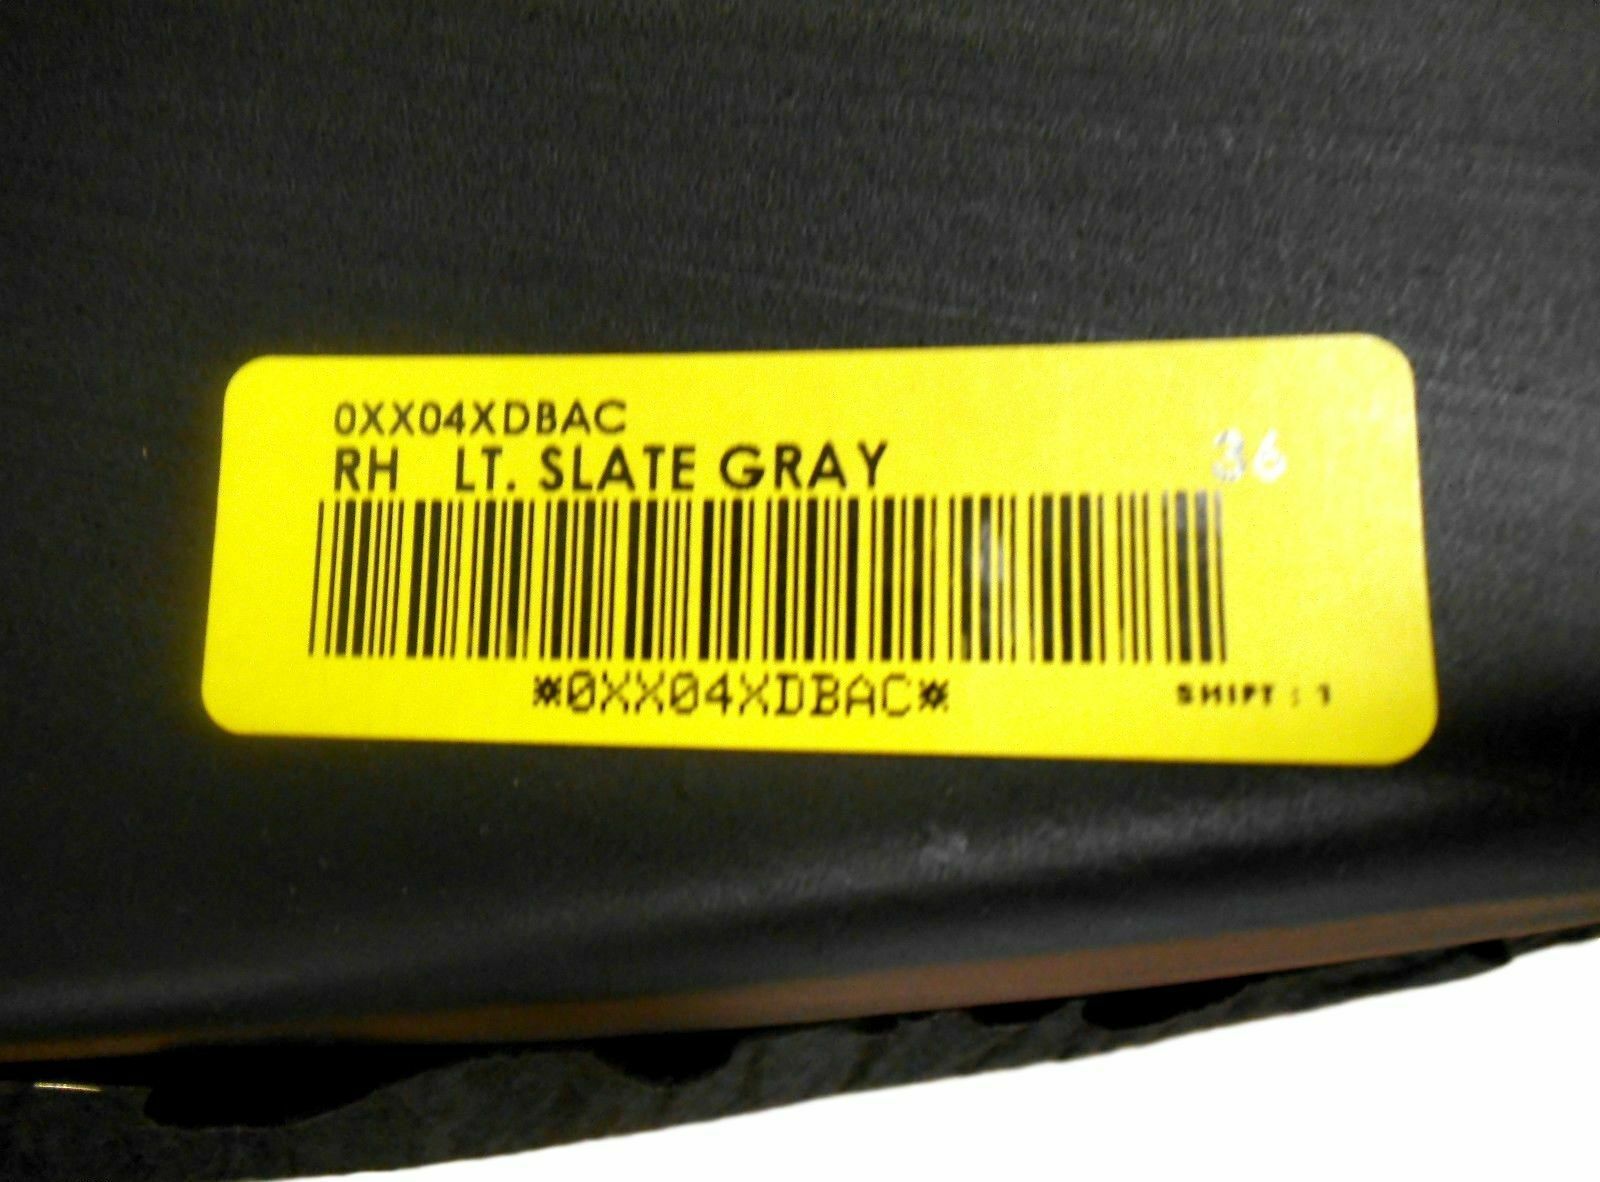 0XX04XDBAC
RH LT. SLATE GRAY 36
*0XX04XDBAC* SHIFT : 1